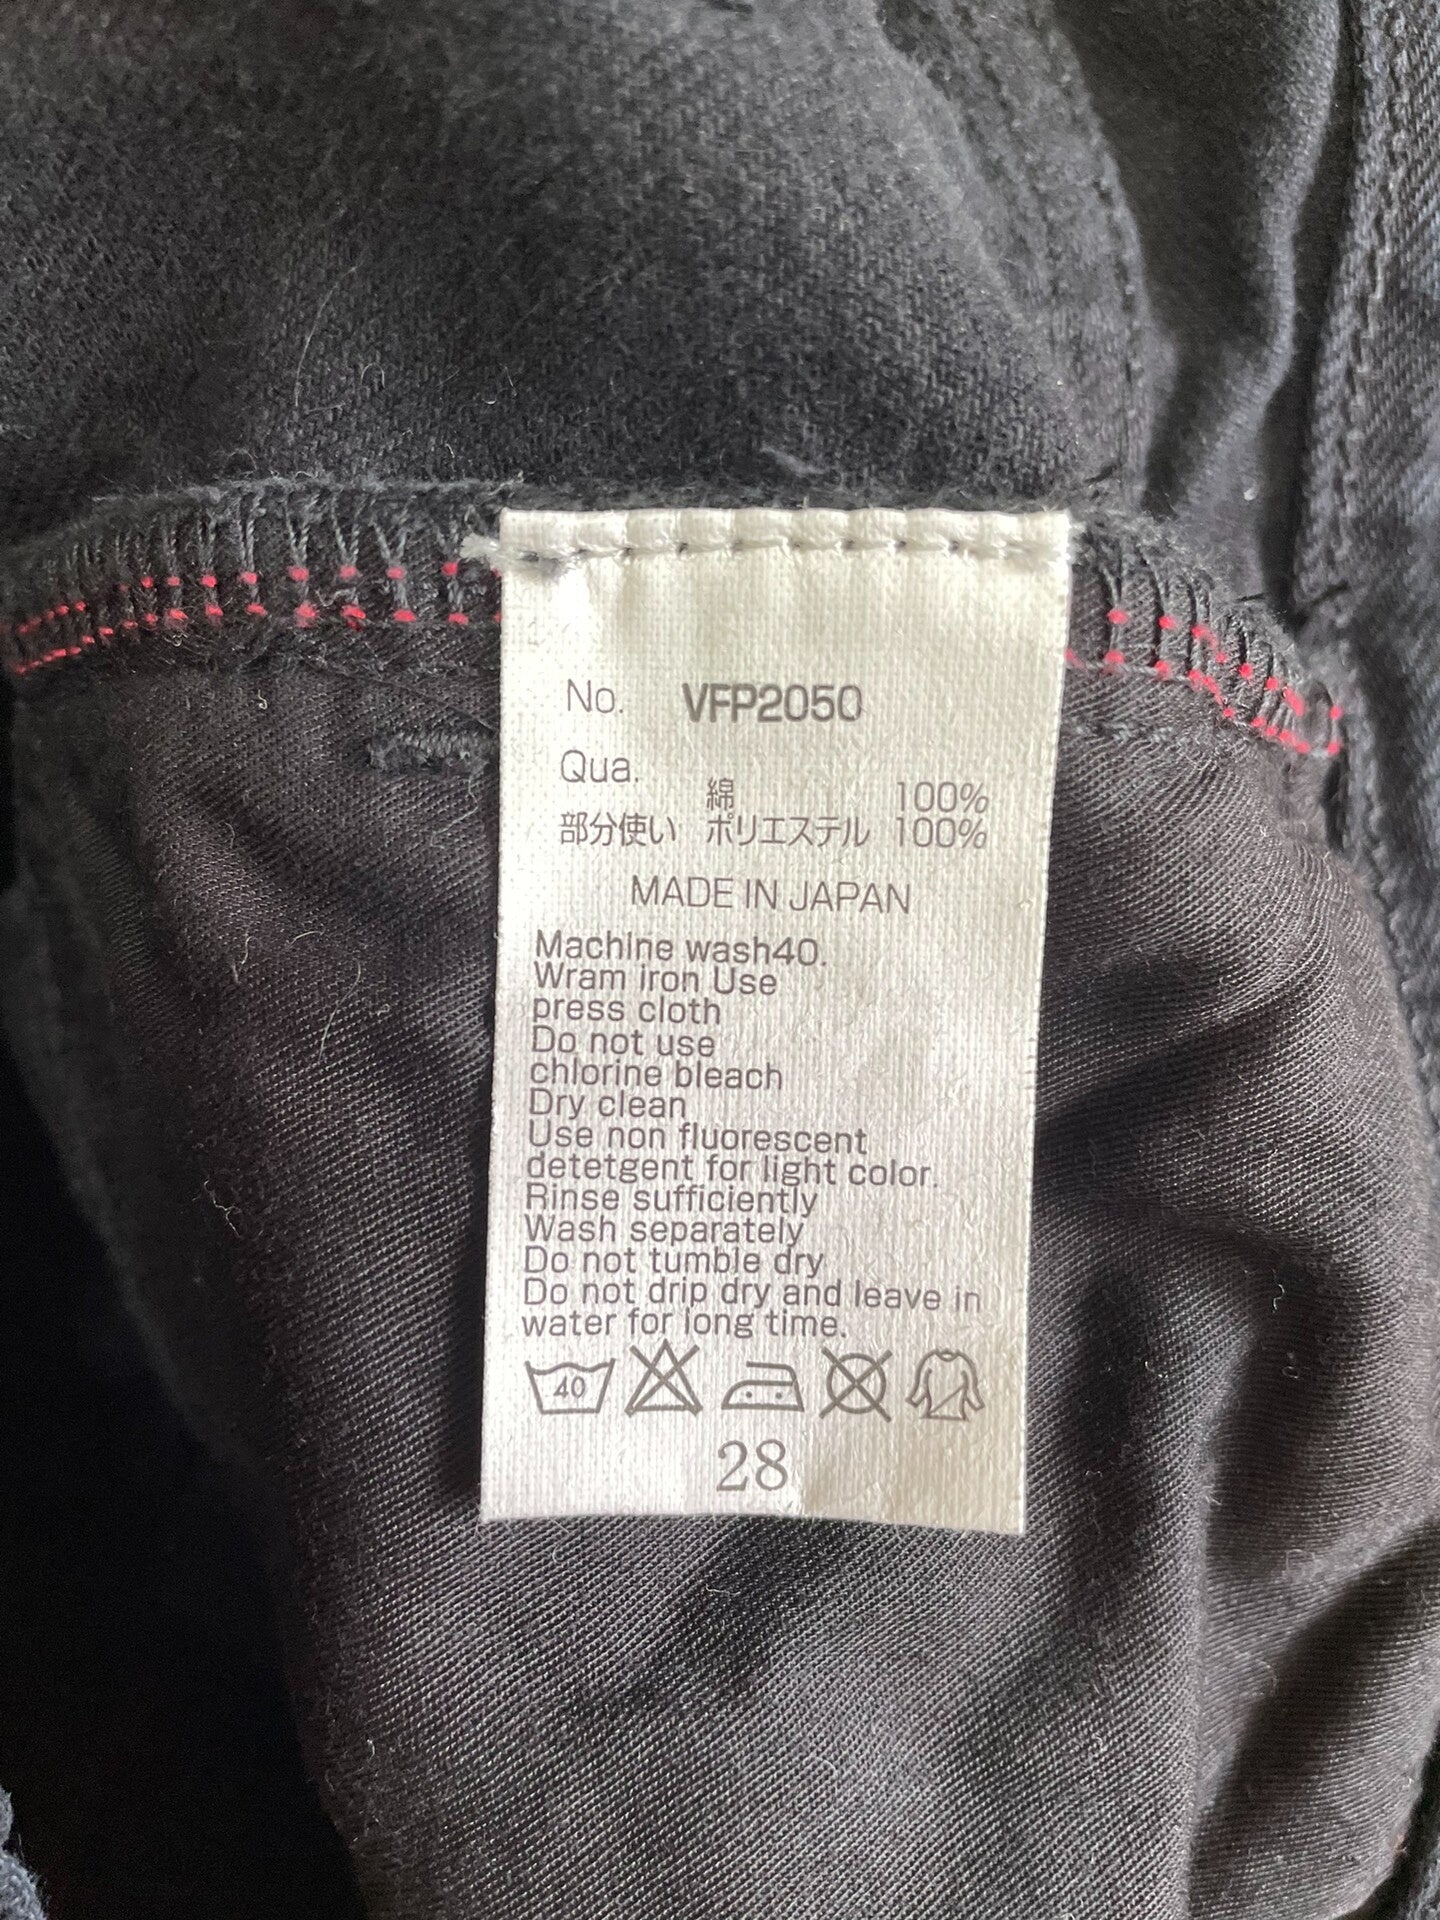 No. VFP2050
Qua.
綿 100%
部分使い ポリエステル 100%
MADE IN JAPAN
Machine wash40.
Wram iron Use
press cloth
Do not use
chlorine bleach
Dry clean
Use non fluorescent
detetgent for light color.
Rinse sufficiently
Wash separately
Do not tumble dry
Do not drip dry and leave in
water for long time.
40
28